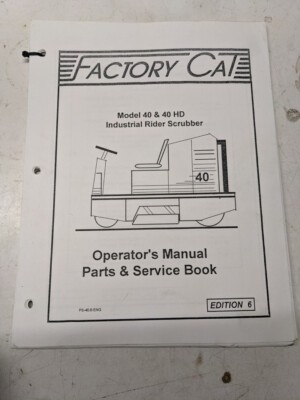 FACTORY CAT
Model 40 & 40 HD
Industrial Rider Scrubber
40
Operator's Manual
Parts & Service Book
EDITION 6